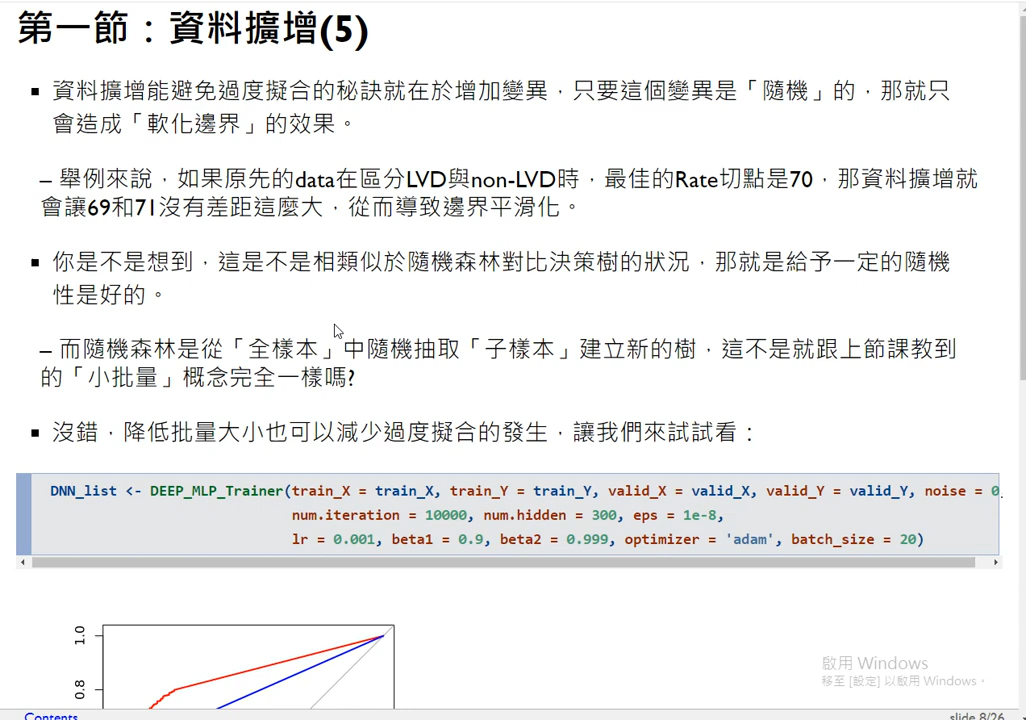 第一節：資料擴增(5)
▪ 資料擴增能避免過度擬合的秘訣就在於增加變異，只要這個變異是「隨機」的，那就只
會造成「軟化邊界」的效果。
– 舉例來說，如果原先的data在區分LVD與non-LVD時，最佳的Rate切點是70，那資料擴增就
會讓69和71沒有差距這麼大，從而導致邊界平滑化。
▪ 你是不是想到，這是不是相類似於隨機森林對比決策樹的狀況，那就是給予一定的隨機
性是好的。
– 而隨機森林是從「全樣本」中隨機抽取「子樣本」建立新的樹，這不是就跟上節課教到
的「小批量」概念完全一樣嗎?
▪ 沒錯，降低批量大小也可以減少過度擬合的發生，讓我們來試試看：
DNN_list <- DEEP_MLP_Trainer(train_X = train_X, train_Y = train_Y, valid_X = valid_X, valid_Y = valid_Y, noise = 0
num.iteration = 10000, num.hidden = 300, eps = 1e-8,
lr = 0.001, beta1 = 0.9, beta2 = 0.999, optimizer = 'adam', batch_size = 20)
1.0
0.8
啟用 Windows
移至 [設定] 以啟用 Windows。
Contents
slide 8/26